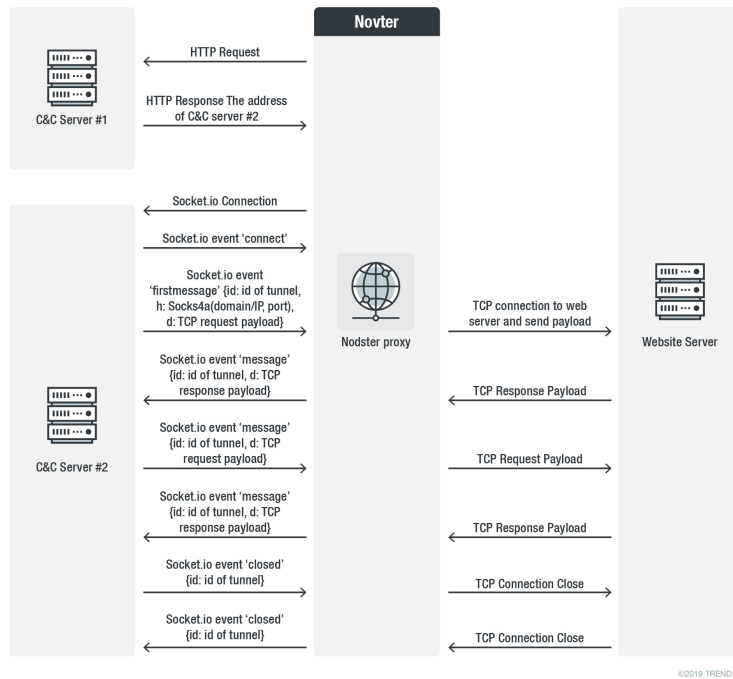 Novter
HTTP Request
C&C Server #1
HTTP Response The address
of C&C server #2
Socket.io Connection
Socket.io event ‘connect’
Socket.io event
‘firstmessage’ {id: id of tunnel,
h: Socks4a(domain/IP, port),
d: TCP request payload}
TCP connection to web
server and send payload
Nodster proxy
Website Server
Socket.io event ‘message’
{id: id of tunnel, d: TCP
response payload}
TCP Response Payload
Socket.io event ‘message’
{id: id of tunnel, d: TCP
request payload}
TCP Request Payload
C&C Server #2
Socket.io event ‘message’
{id: id of tunnel, d: TCP
response payload}
TCP Response Payload
Socket.io event ‘closed’
{id: id of tunnel}
TCP Connection Close
Socket.io event ‘closed’
{id: id of tunnel}
TCP Connection Close
©2019 TREND